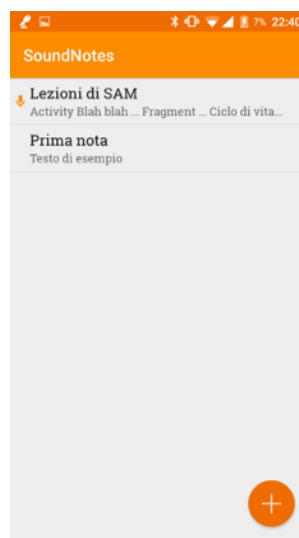 7% 22:40
SoundNotes
Lezioni di SAM
Activity Blah blah ... Fragment ... Ciclo di vita...
Prima nota
Testo di esempio